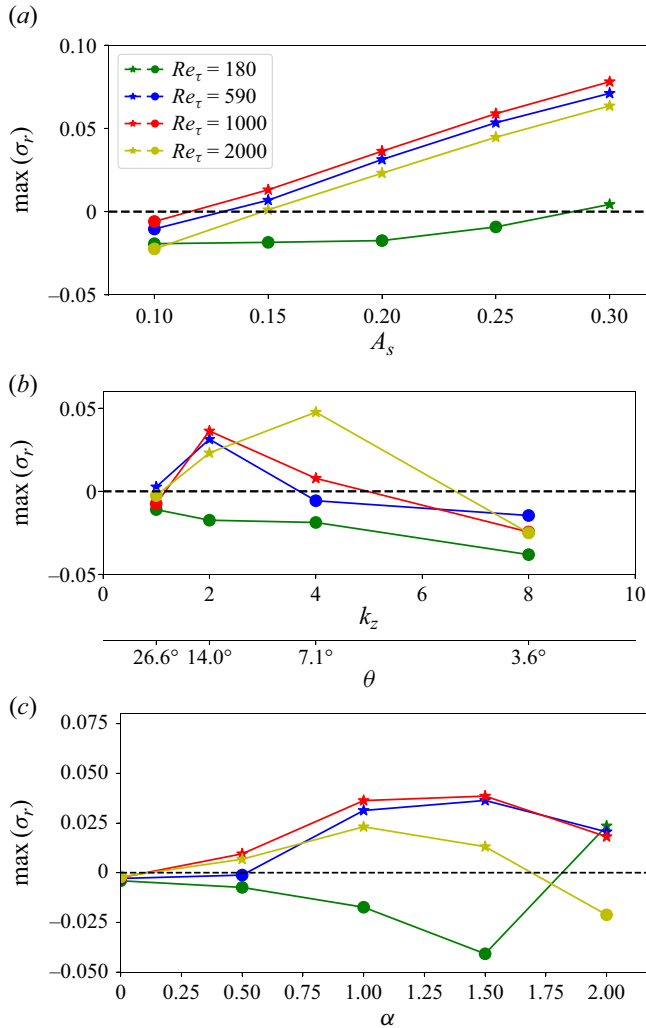 (a)
0.10
0.05
0
–0.05
max (σr)
Reτ = 180
Reτ = 590
Reτ = 1000
Reτ = 2000
0.10 0.15 0.20 0.25 0.30
As
(b)
0.05
0
–0.05
max (σr)
0 2 4 6 8 10
kz
26.6° 14.0° 7.1° 3.6°
θ
(c)
0.075
0.050
0.025
0
–0.025
–0.050
max (σr)
0 0.25 0.50 0.75 1.00 1.25 1.50 1.75 2.00
α